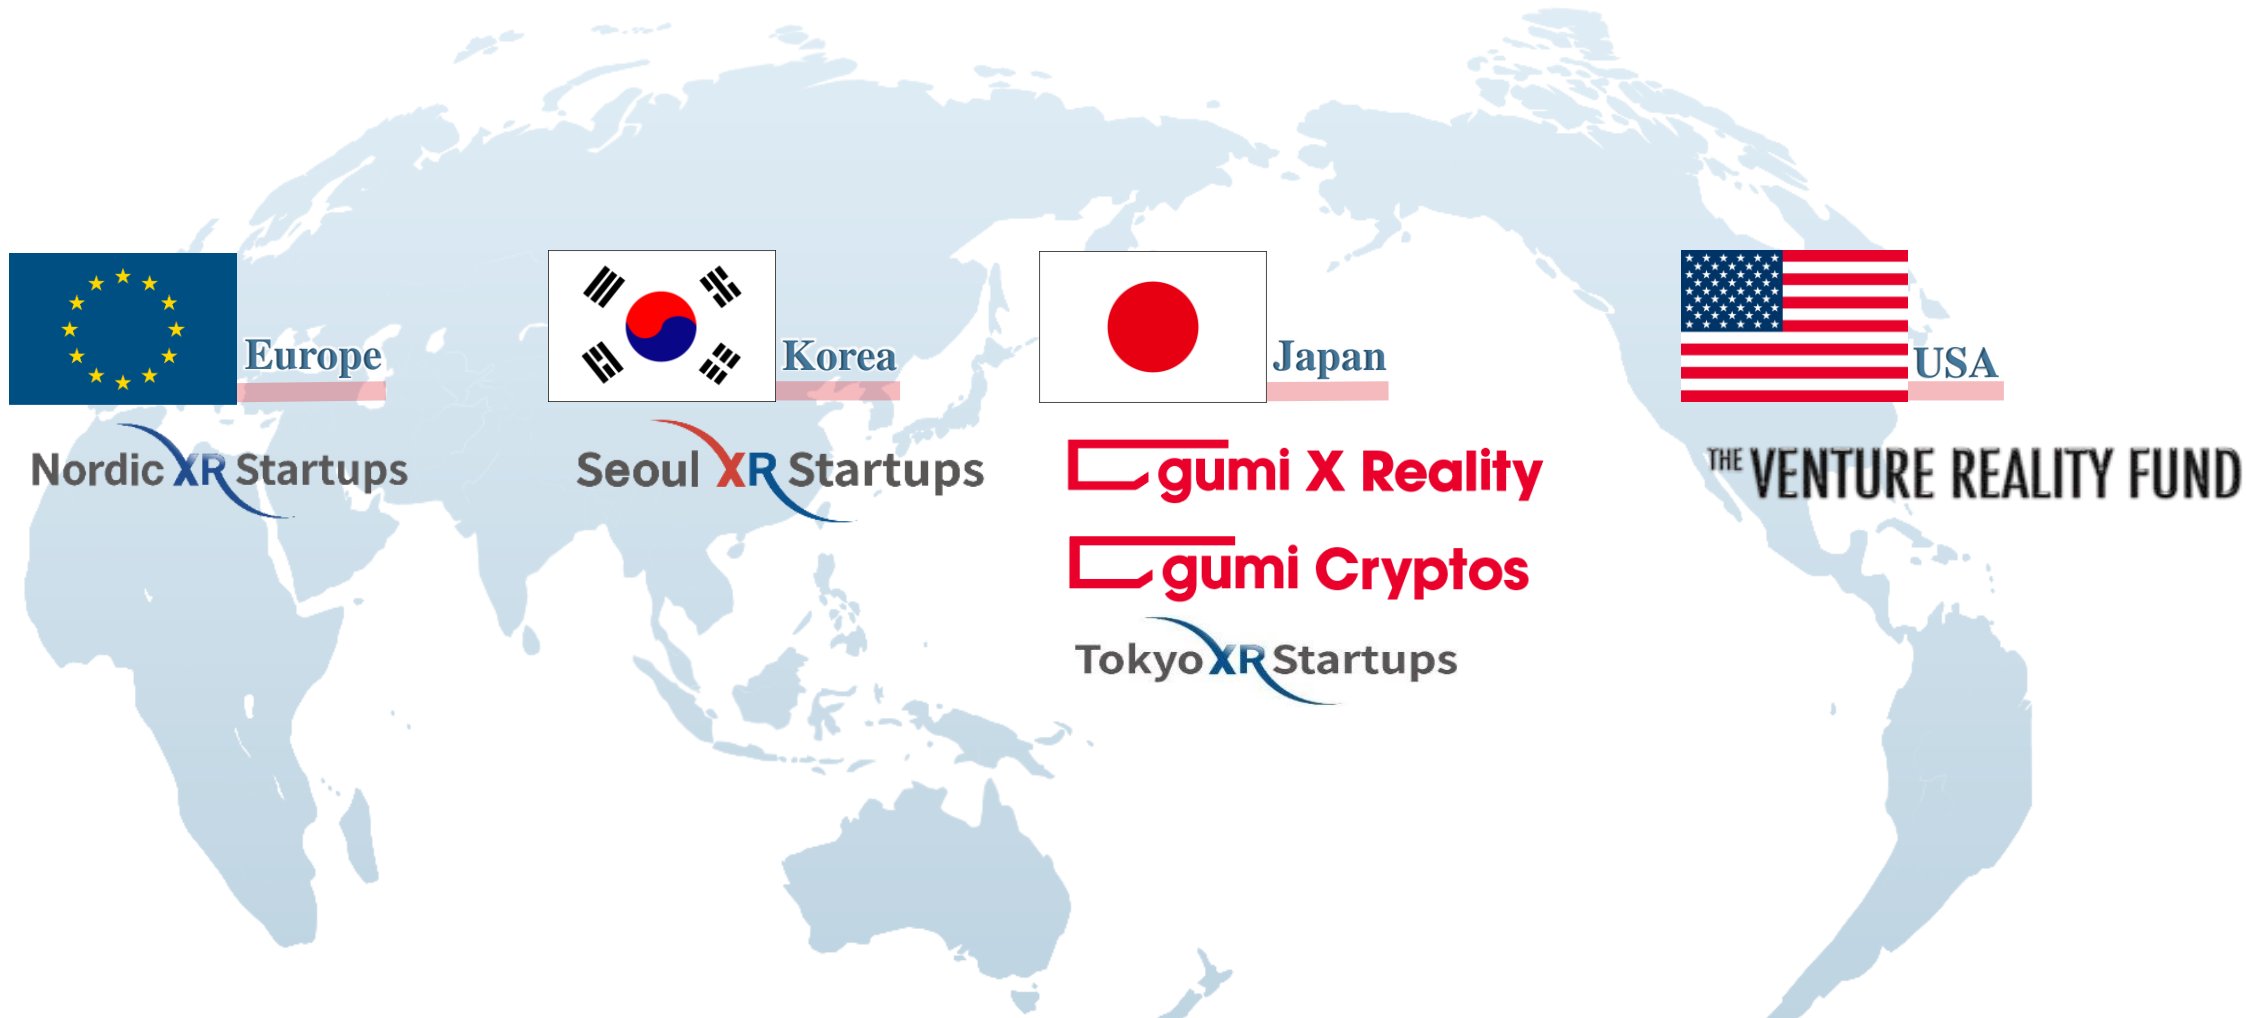 Europe
Nordic XR Startups
Korea
Seoul XR Startups
Japan
gumi X Reality
gumi Cryptos
Tokyo XR Startups
USA
THE VENTURE REALITY FUND